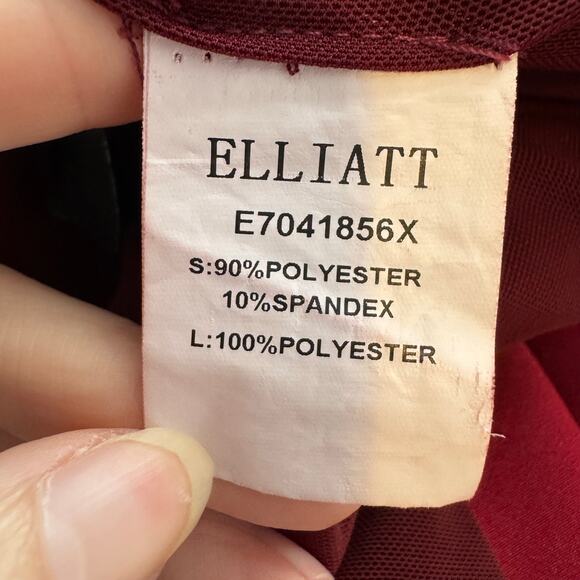 ELLIATT
E7041856X
S:90%POLYESTER
10%SPANDEX
L:100%POLYESTER